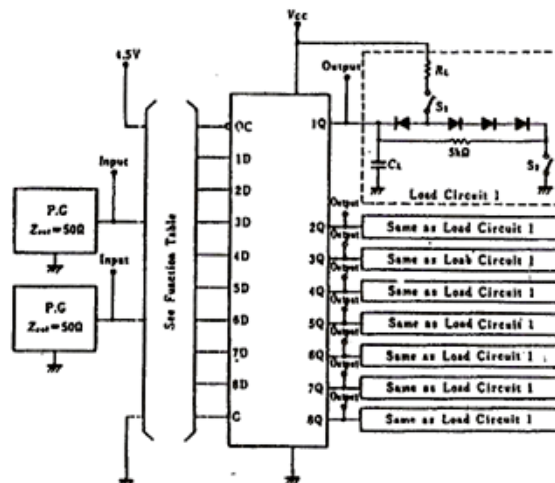 Vcc
4.5V
Output
RL
S1
OC
1Q
Input
1D
5kΩ
CL
S2
Load Circuit 1
2D
P.G
Zout=50Ω
3D
Output
2Q
Same as Load Circuit 1
Input
See Function Table
4D
Output
3Q
Same as Loab Circuit 1
P.G
Zout=50Ω
5D
Output
4Q
Same as Load Circuit 1
6D
Output
5Q
Same as Load Circuit 1
7D
Output
6Q
Same as Load Circuit 1
8D
Output
7Q
Same as Load Circuit 1
G
Output
8Q
Same as Load Circuit 1